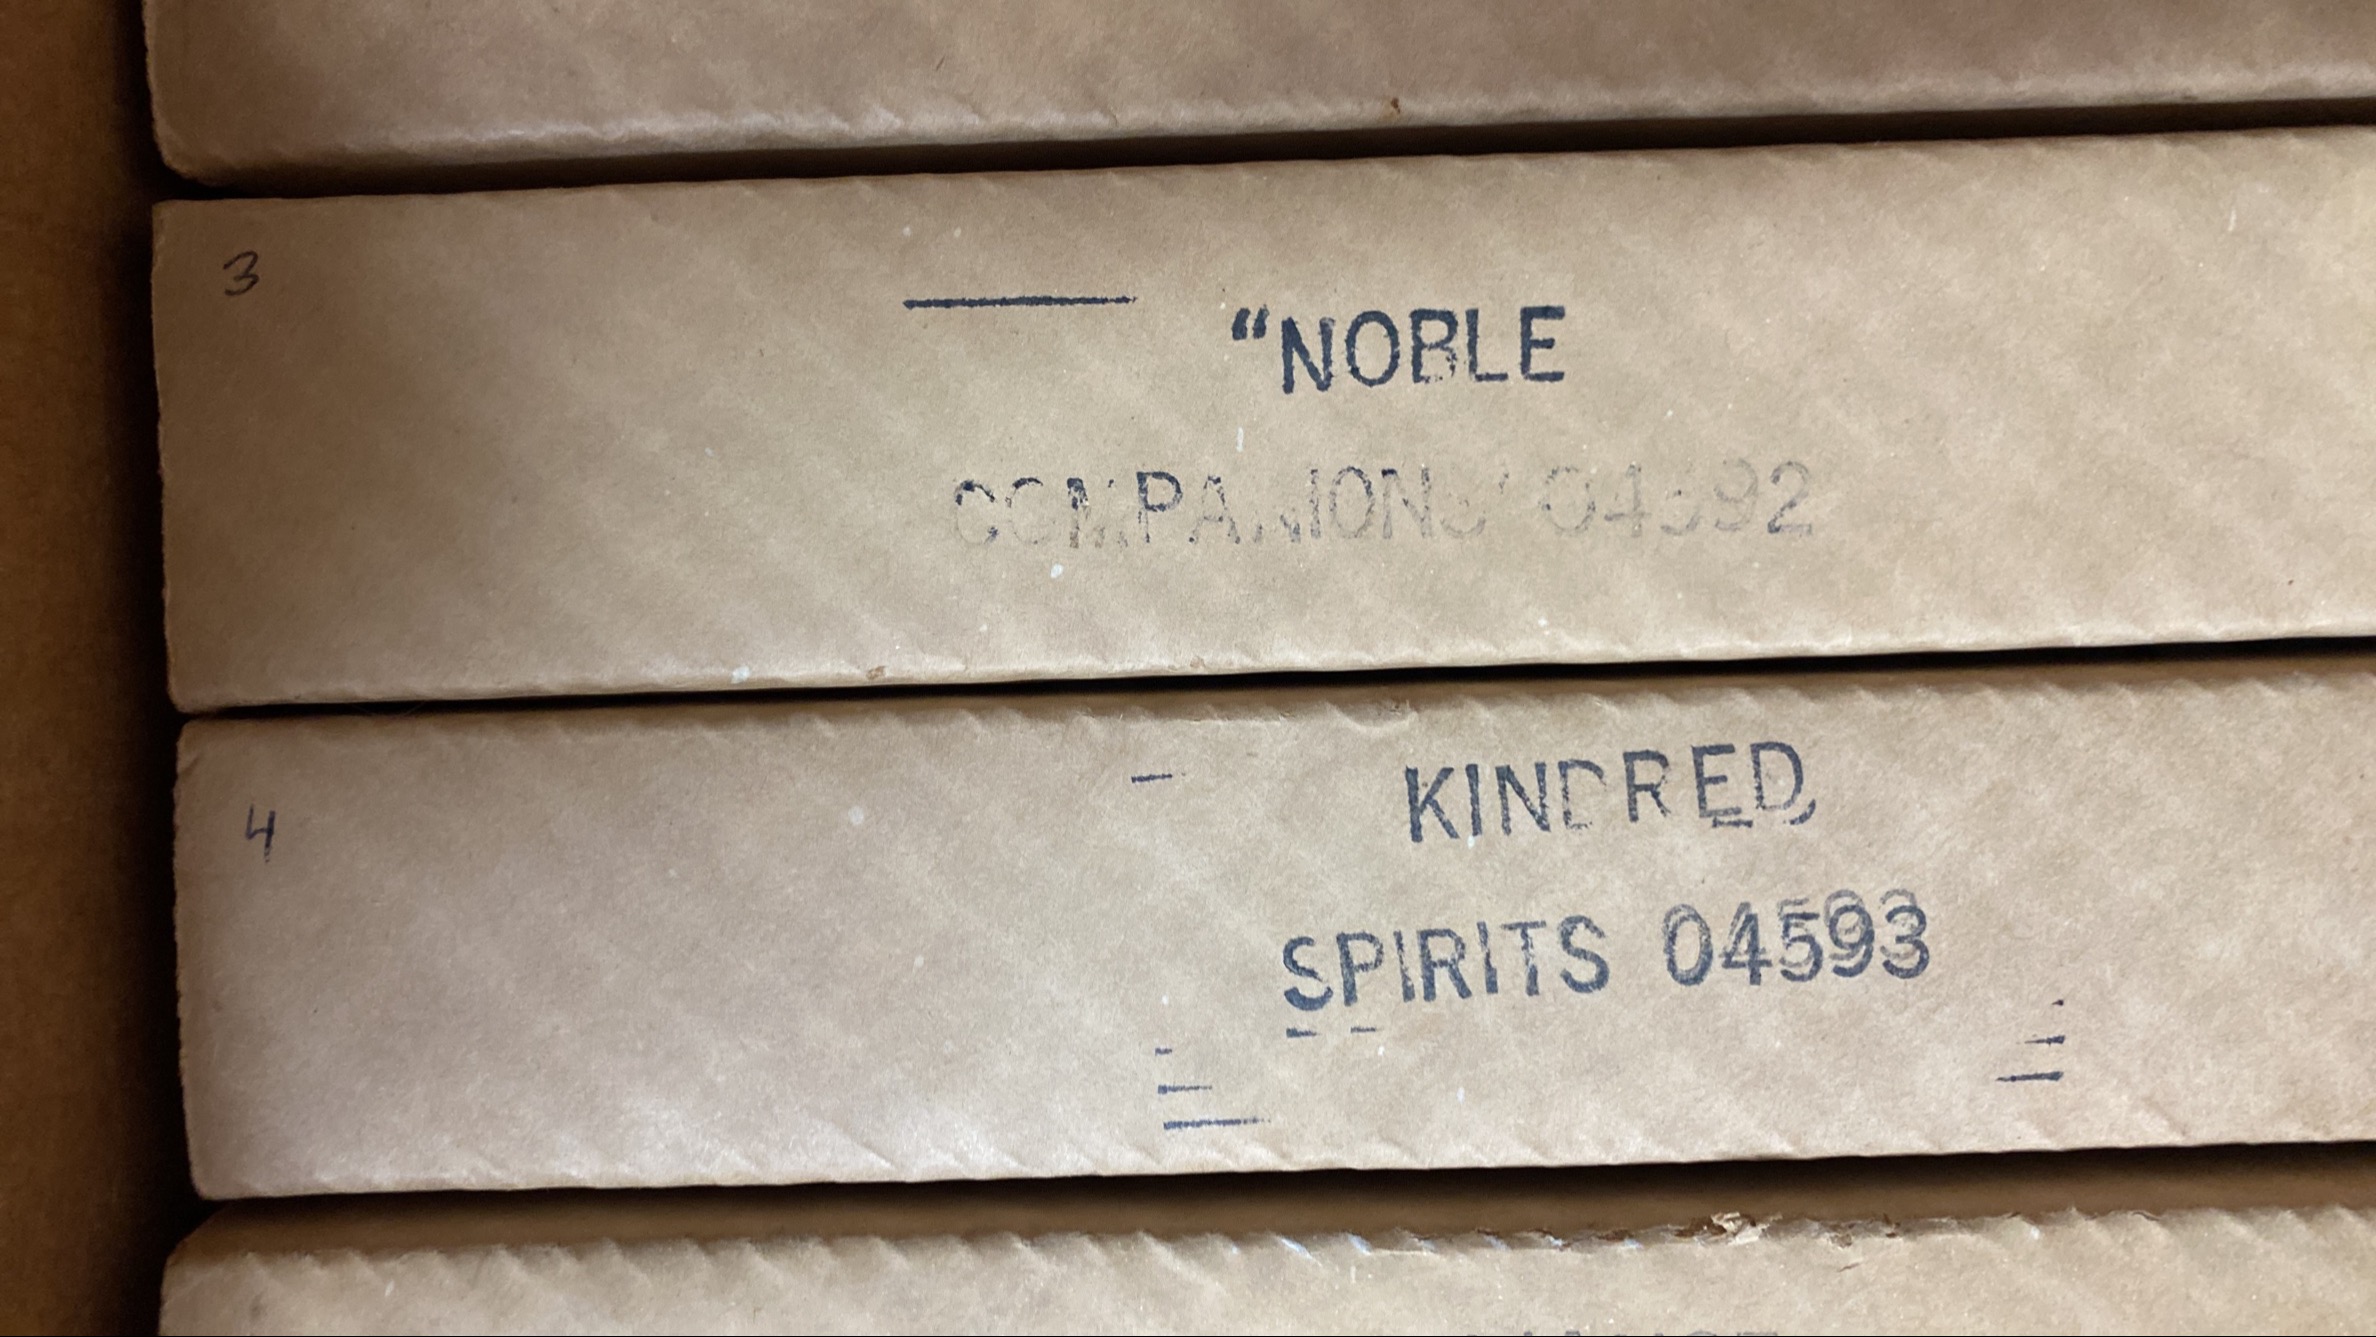 3
“NOBLE
COMPANIONS” 04592
4
KINDRED
SPIRITS 04593